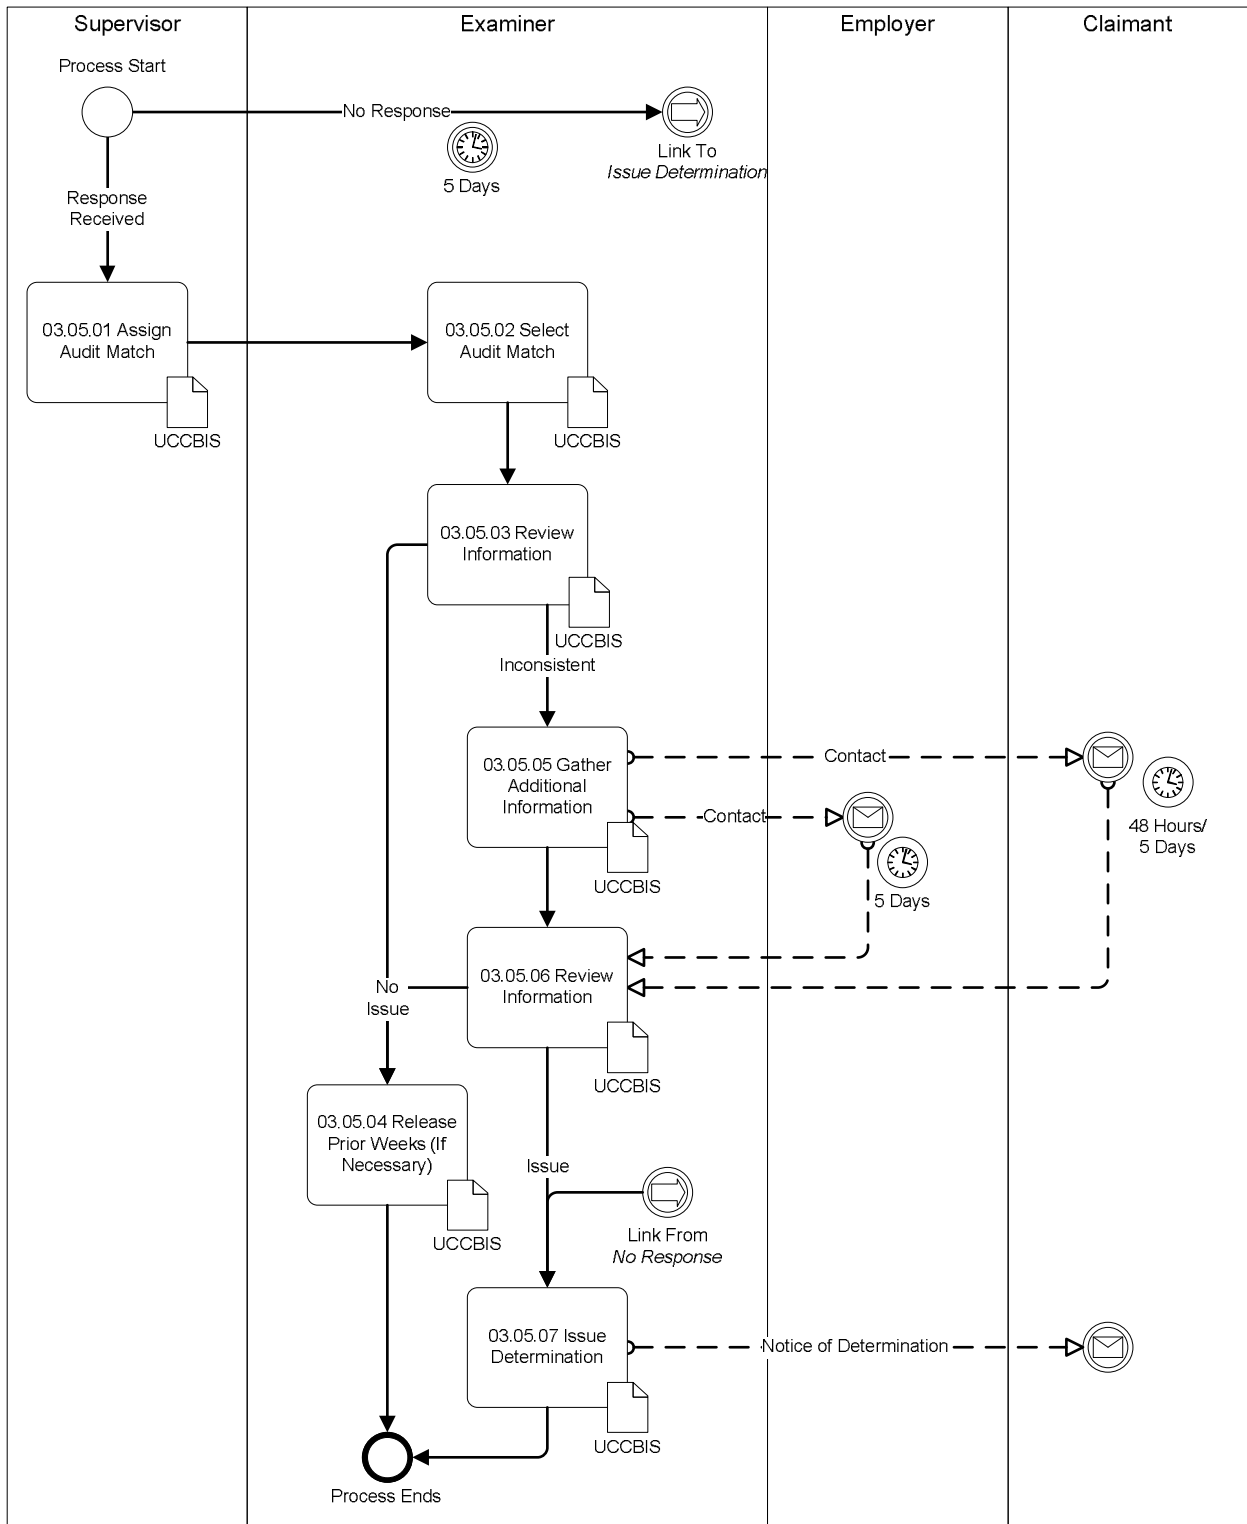 Supervisor
Examiner
Employer
Claimant
Process Start
No Response
5 Days
Link To
Issue Determination
Response
Received
03.05.01 Assign
Audit Match
UCCBIS
03.05.02 Select
Audit Match
UCCBIS
03.05.03 Review
Information
UCCBIS
Inconsistent
03.05.05 Gather
Additional
Information
UCCBIS
Contact
Contact
48 Hours/
5 Days
5 Days
03.05.06 Review
Information
UCCBIS
No
Issue
03.05.04 Release
Prior Weeks (If
Necessary)
UCCBIS
Issue
Link From
No Response
03.05.07 Issue
Determination
UCCBIS
Notice of Determination
Process Ends